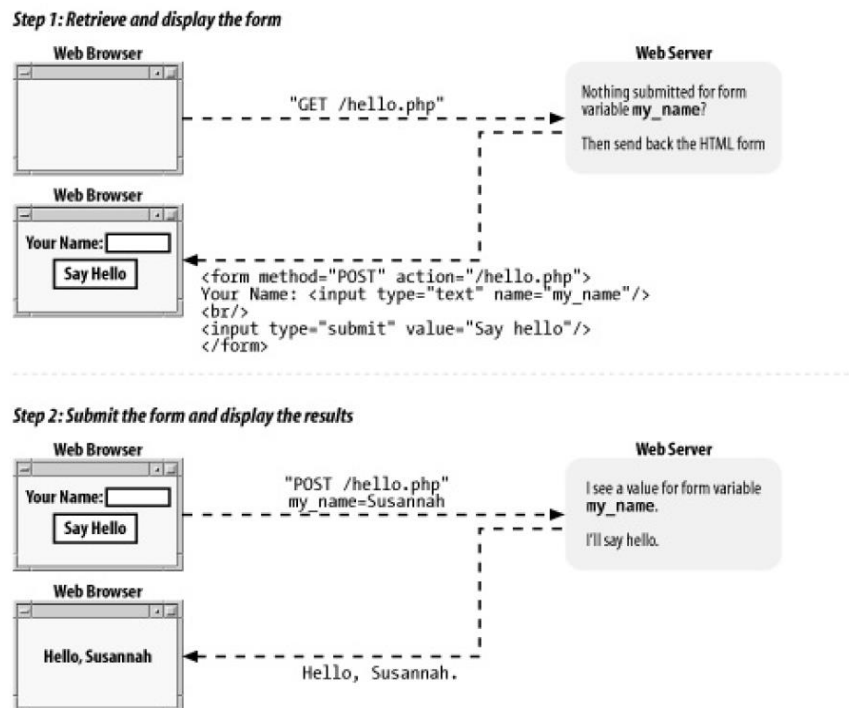 Step 1: Retrieve and display the form
Web Browser
Web Server
"GET /hello.php"
Nothing submitted for form
variable my_name?
Then send back the HTML form
Web Browser
Your Name:
Say Hello
<form method="POST" action="/hello.php">
Your Name: <input type="text" name="my_name"/>
<br/>
<input type="submit" value="Say hello"/>
</form>
Step 2: Submit the form and display the results
Web Browser
Web Server
Your Name:
Say Hello
"POST /hello.php"
my_name=Susannah
I see a value for form variable
my_name.
I'll say hello.
Web Browser
Hello, Susannah
Hello, Susannah.